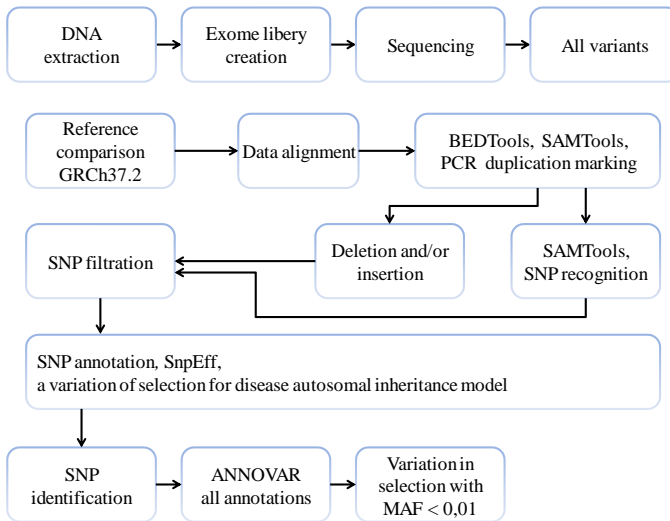 DNA
extraction
Exome libery
creation
Sequencing
All variants
Reference
comparison
GRCh37.2
Data alignment
BEDTools, SAMTools,
PCR duplication marking
SNP filtration
Deletion and/or
insertion
SAMTools,
SNP recognition
SNP annotation, SnpEff,
a variation of selection for disease autosomal inheritance model
SNP
identification
ANNOVAR
all annotations
Variation in
selection with
MAF < 0,01